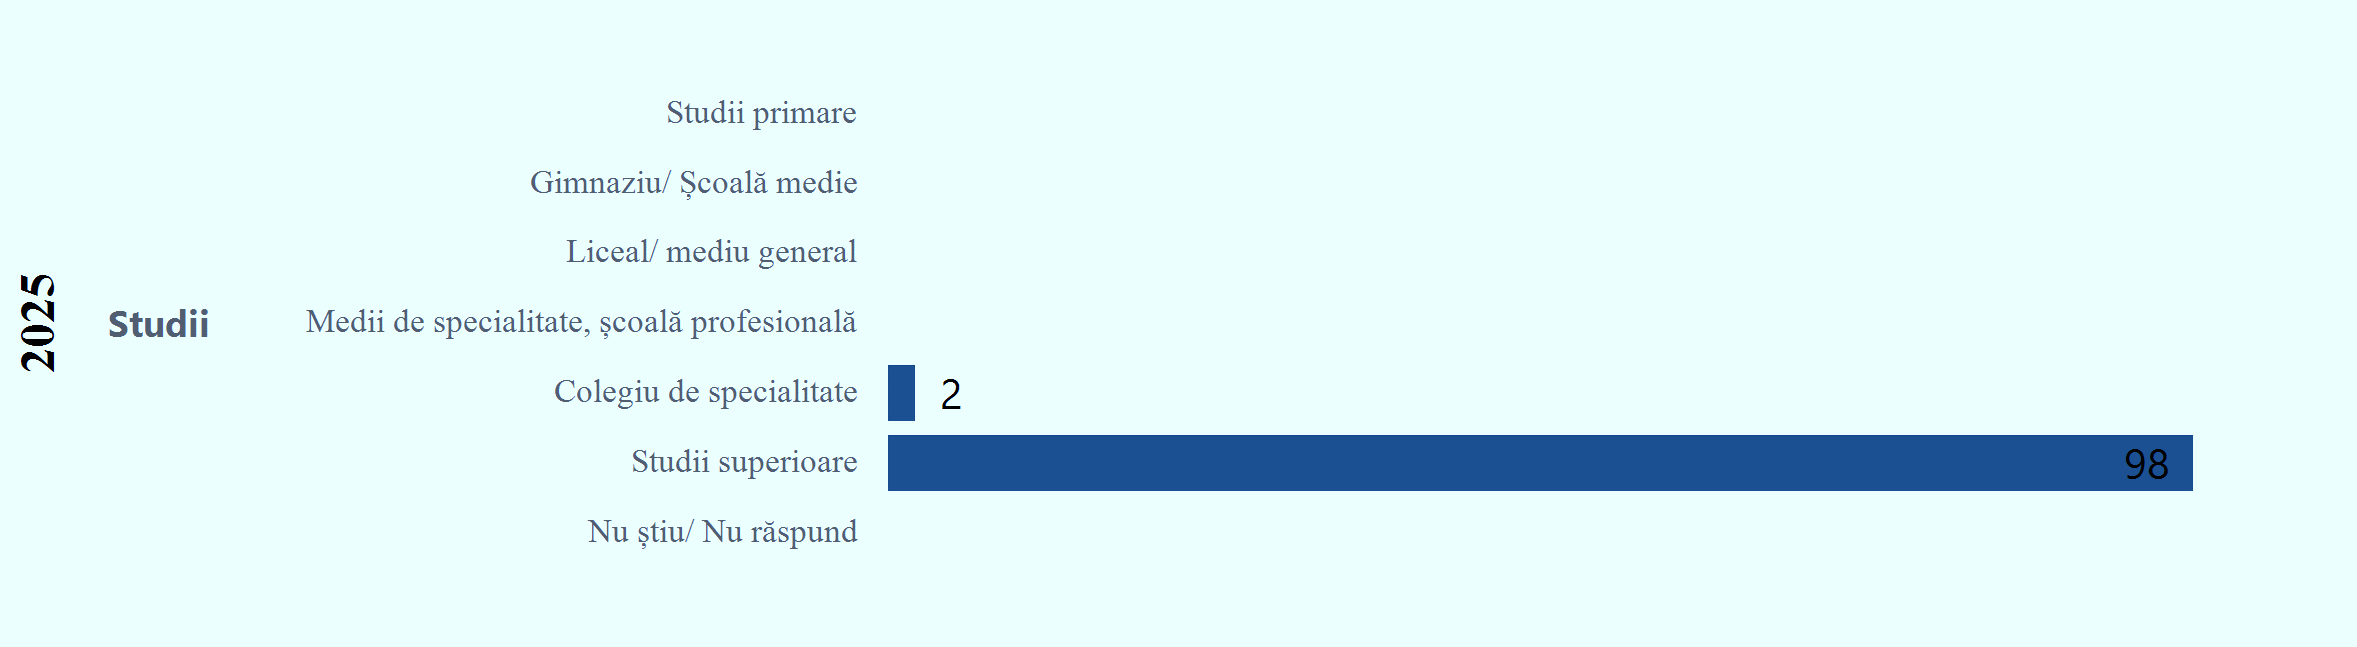 2025
Studii
Studii primare
Gimnaziu/ Școală medie
Liceal/ mediu general
Medii de specialitate, școală profesională
Colegiu de specialitate 2
Studii superioare 98
Nu știu/ Nu răspund